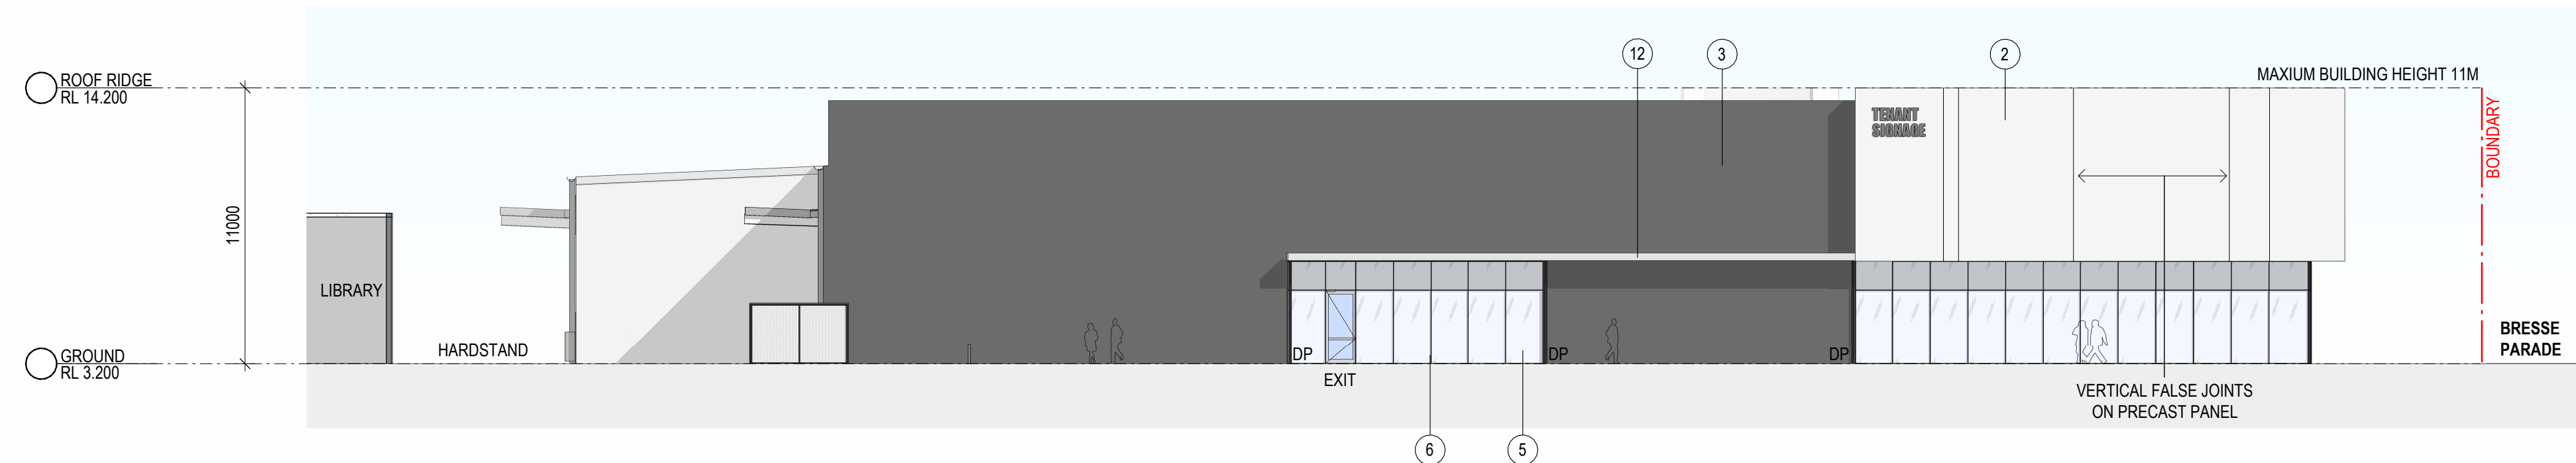 12
3
2
ROOF RIDGE
RL 14.200
MAXIUM BUILDING HEIGHT 11M
BOUNDARY
TENANT
SIGNAGE
11000
LIBRARY
HARDSTAND
GROUND
RL 3.200
DP
DP
DP
EXIT
BRESSE
PARADE
VERTICAL FALSE JOINTS
ON PRECAST PANEL
6
5